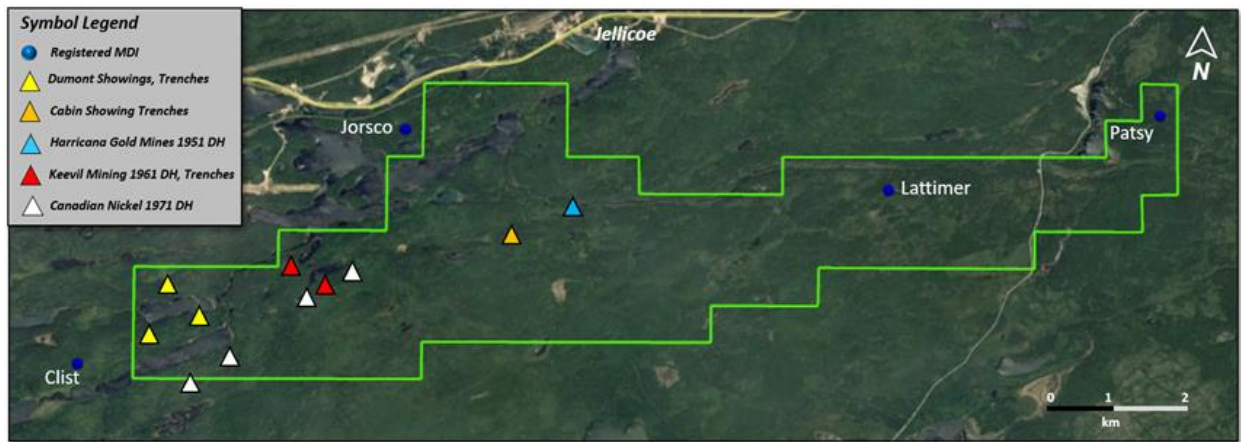 Symbol Legend
Registered MDI
Dumont Showings, Trenches
Cabin Showing Trenches
Harricana Gold Mines 1951 DH
Keevil Mining 1961 DH, Trenches
Canadian Nickel 1971 DH
Jellicoe
N
Jorsco
Patsy
Lattimer
Clist
0 1 2
km